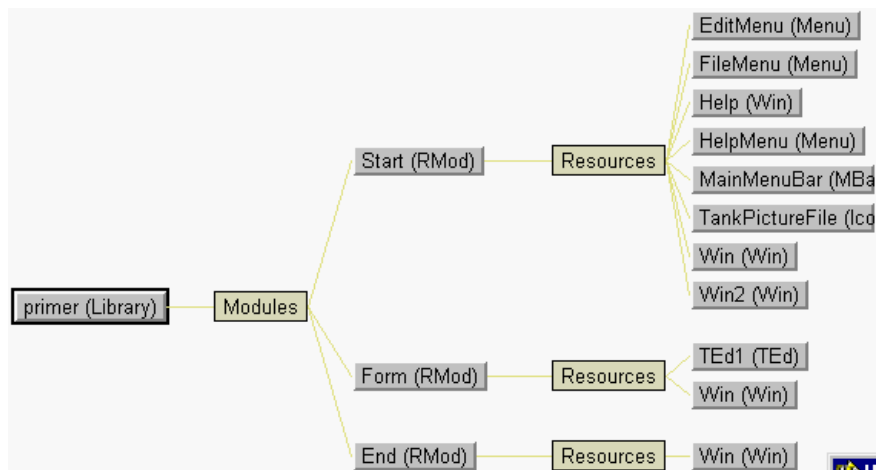 EditMenu (Menu)
FileMenu (Menu)
Help (Win)
HelpMenu (Menu)
Start (RMod)
Resources
MainMenuBar (MBa
TankPictureFile (Ico
Win (Win)
Win2 (Win)
primer (Library)
Modules
TEd1 (TEd)
Form (RMod)
Resources
Win (Win)
End (RMod)
Resources
Win (Win)